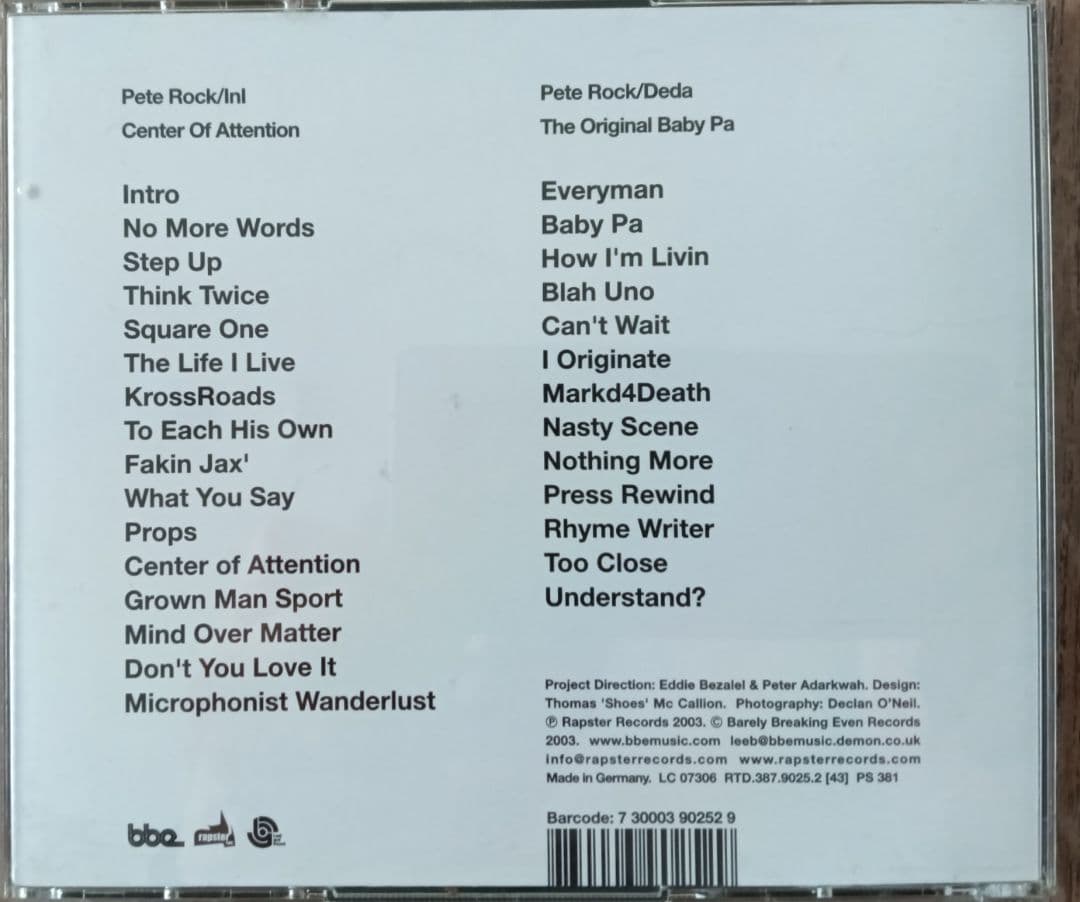 Pete Rock/InI
Center Of Attention
Intro
No More Words
Step Up
Think Twice
Square One
The Life I Live
KrossRoads
To Each His Own
Fakin Jax'
What You Say
Props
Center of Attention
Grown Man Sport
Mind Over Matter
Don't You Love It
Microphonist Wanderlust
Pete Rock/Deda
The Original Baby Pa
Everyman
Baby Pa
How I'm Livin
Blah Uno
Can't Wait
I Originate
Markd4Death
Nasty Scene
Nothing More
Press Rewind
Rhyme Writer
Too Close
Understand?
Project Direction: Eddie Bezalel & Peter Adarkwah. Design:
Thomas 'Shoes' Mc Callion. Photography: Declan O'Neil.
℗ Rapster Records 2003. © Barely Breaking Even Records
2003. www.bbemusic.com leeb@bbemusic.demon.co.uk
info@rapsterrecords.com www.rapsterrecords.com
Made in Germany. LC 07306 RTD.387.9025.2 [43] PS 381
Barcode: 7 30003 90252 9
bbe rapster